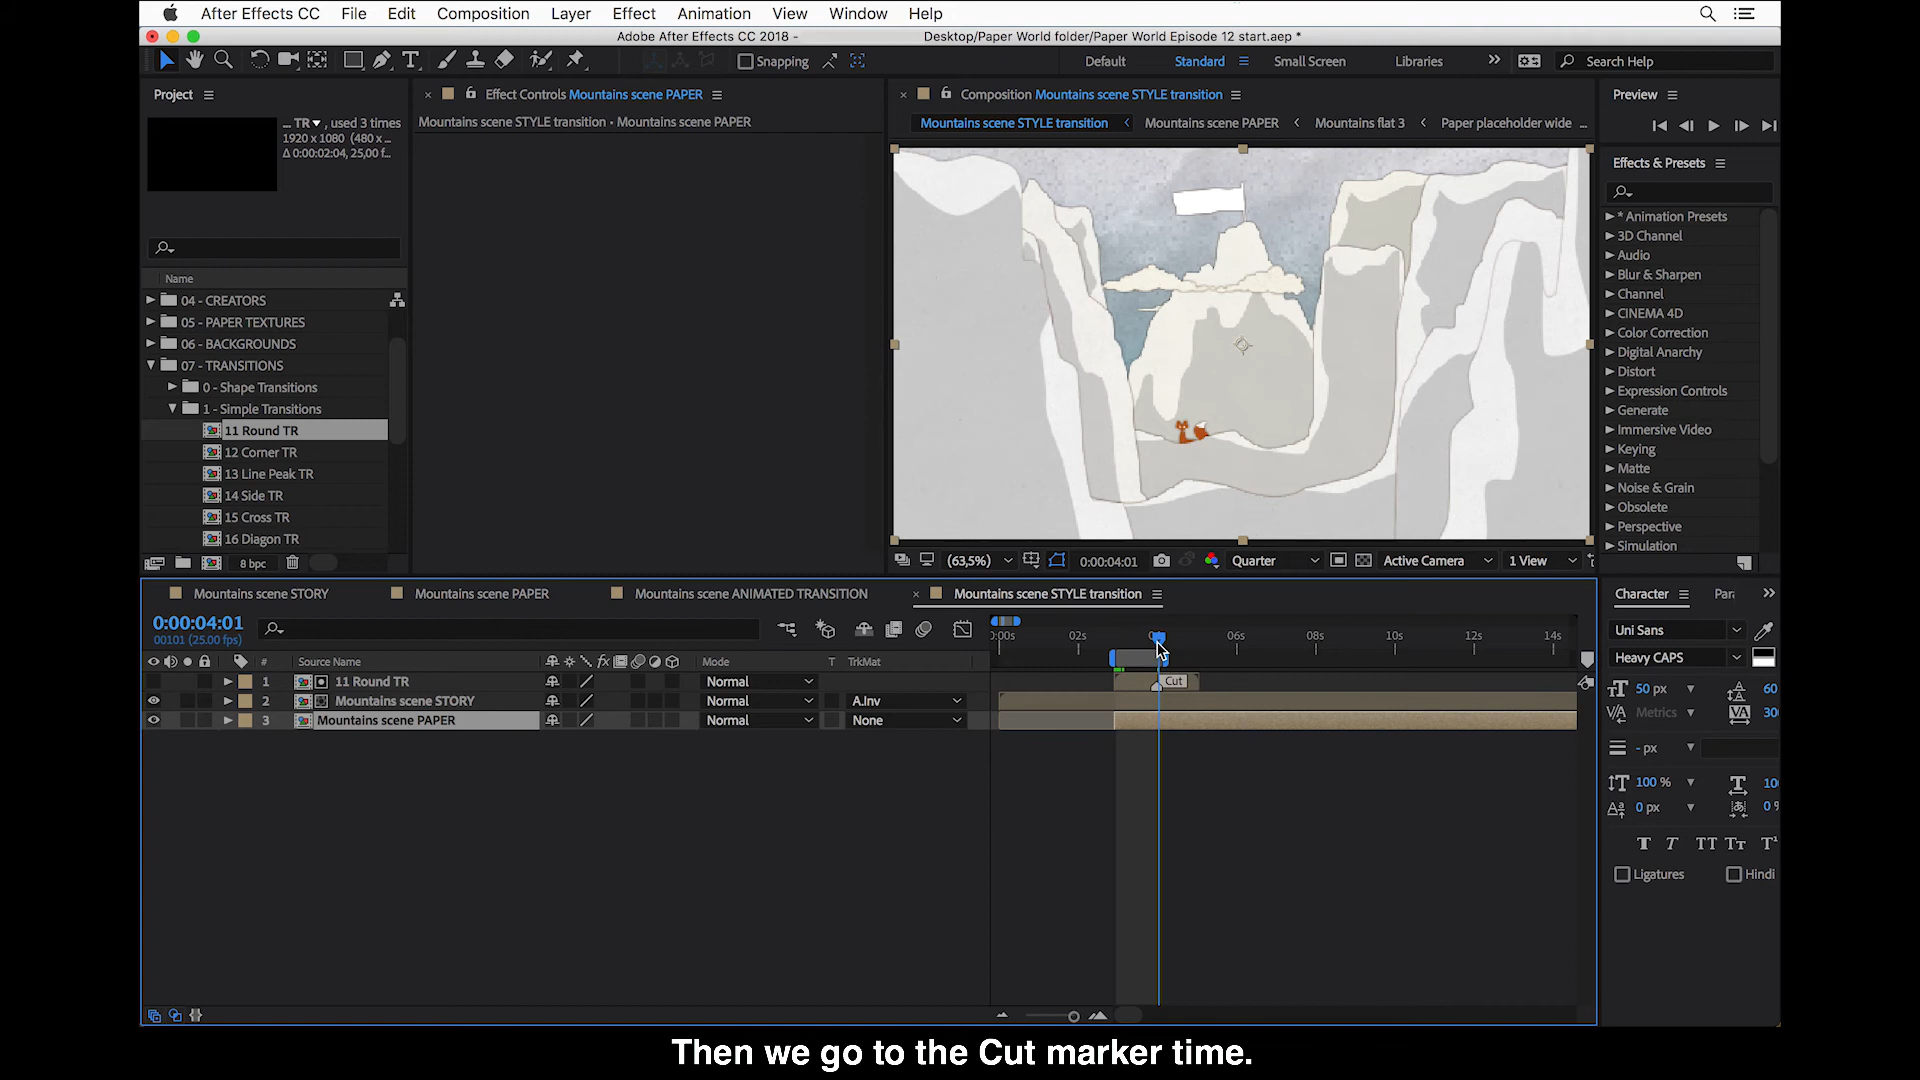 After Effects CC File Edit Composition Layer Effect Animation View Window Help
Adobe After Effects CC 2018 - Desktop/Paper World folder/Paper World Episode 12 start.aep *
Snapping Default Standard Small Screen Libraries Search Help
Project Effect Controls Mountains scene PAPER Composition Mountains scene STYLE transition Preview
... TR , used 3 times
1920 x 1080 (480 x
Δ 0:00:02:04, 25,00 f...
Mountains scene STYLE transition • Mountains scene PAPER
Mountains scene STYLE transition Mountains scene PAPER Mountains flat 3 Paper placeholder wide ...
Effects & Presets
* Animation Presets
3D Channel
Audio
Blur & Sharpen
Channel
CINEMA 4D
Color Correction
Digital Anarchy
Distort
Expression Controls
Generate
Immersive Video
Keying
Matte
Noise & Grain
Obsolete
Perspective
Simulation
Name
04 - CREATORS
05 - PAPER TEXTURES
06 - BACKGROUNDS
07 - TRANSITIONS
0 - Shape Transitions
1 - Simple Transitions
11 Round TR
12 Corner TR
13 Line Peak TR
14 Side TR
15 Cross TR
16 Diagon TR
8 bpc
(63,5%) 0:00:04:01 Quarter Active Camera 1 View
Mountains scene STORY Mountains scene PAPER Mountains scene ANIMATED TRANSITION Mountains scene STYLE transition
0:00:04:01
00101 (25.00 fps)
# Source Name Mode T TrkMat
1 11 Round TR Normal
2 Mountains scene STORY Normal A.Inv
3 Mountains scene PAPER Normal None
02s 06s 08s 10s 12s 14s
Cut
Character
Uni Sans
Heavy CAPS
50 px 60
Metrics
- px
100 %
0 px 0 %
Ligatures Hindi
Then we go to the Cut marker time.